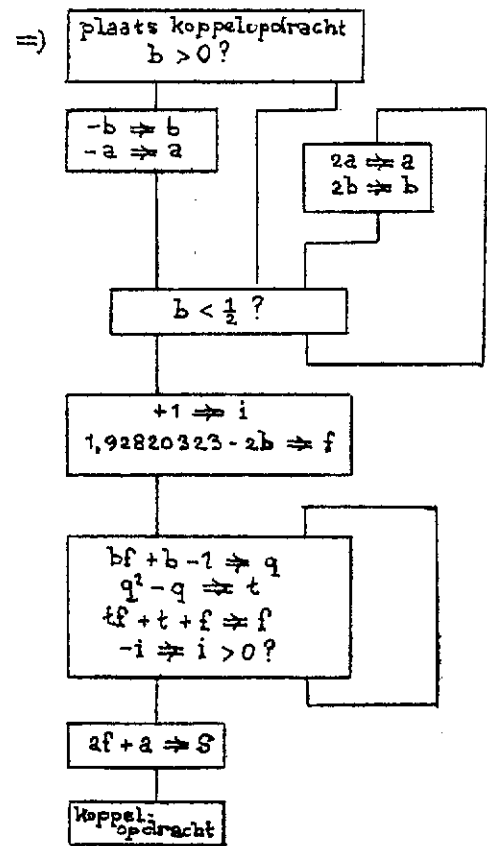 =>)
plaats koppelopdracht
b > 0 ?
-b ⇒ b
-a ⇒ a
2a ⇒ a
2b ⇒ b
b < 1/2 ?
+1 ⇒ i
1,92820323 - 2b ⇒ f
bf + b - 1 ⇒ q
q² - q ⇒ t
tf + t + f ⇒ f
-i ⇒ i > 0 ?
af + a ⇒ S
koppel-
opdracht